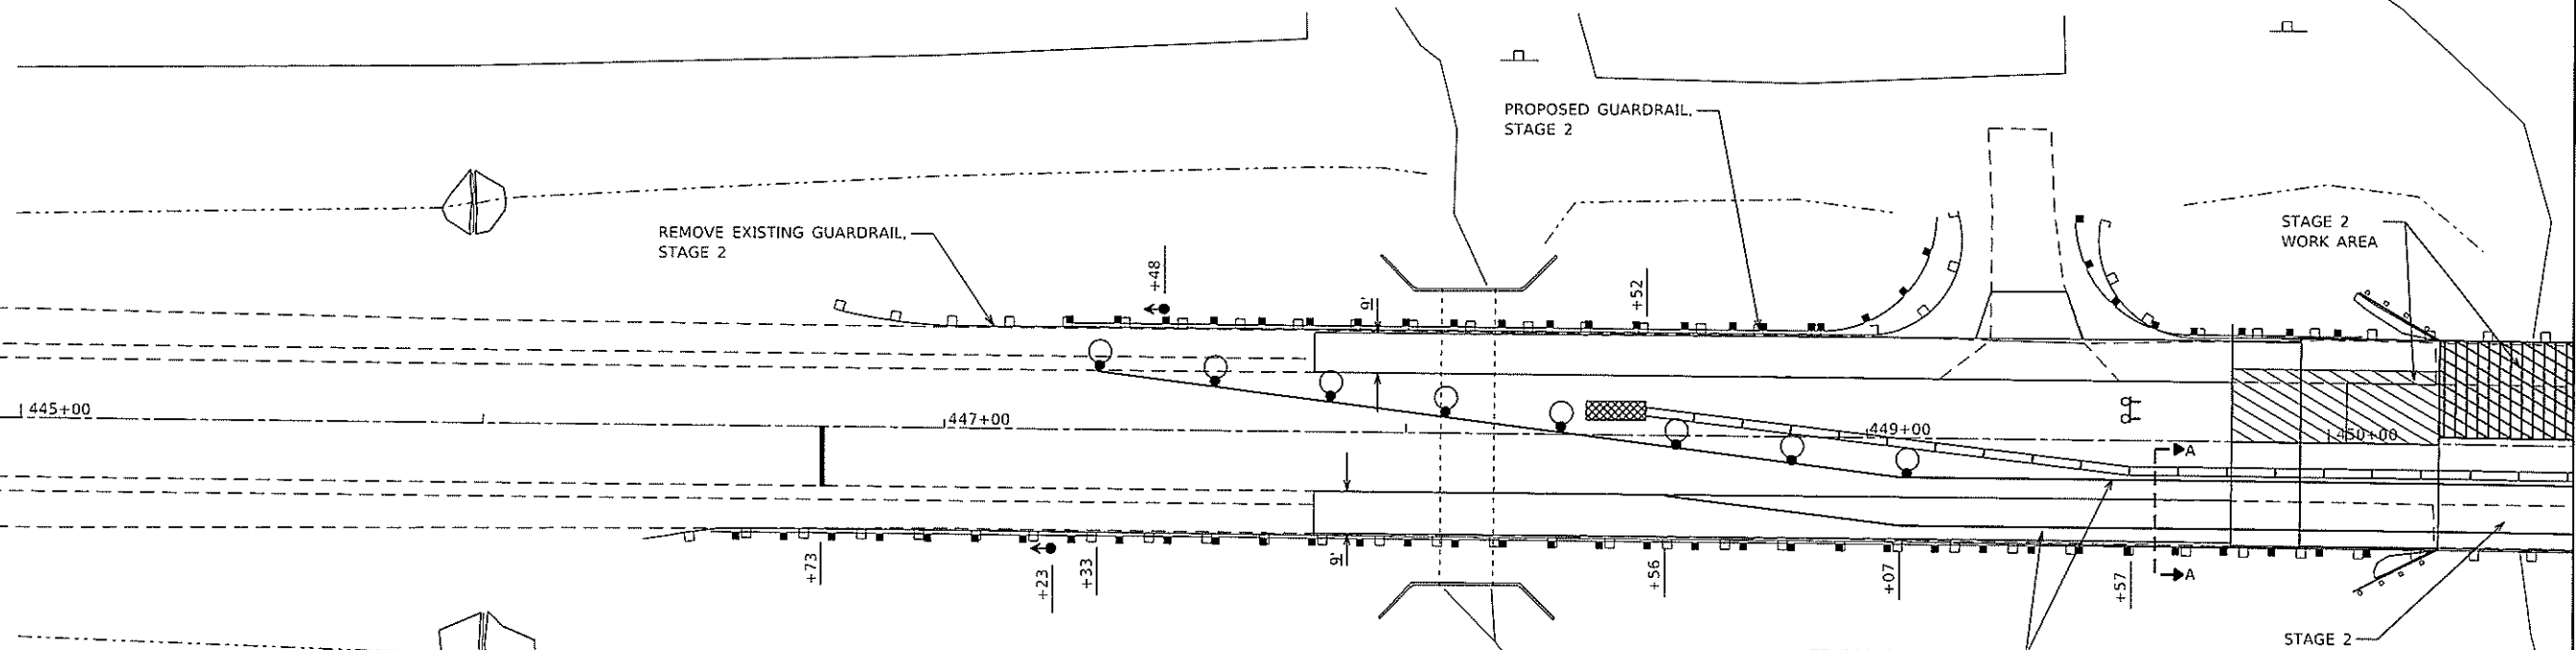 PROPOSED GUARDRAIL,
STAGE 2
REMOVE EXISTING GUARDRAIL,
STAGE 2
STAGE 2
WORK AREA
+48
9'
+52
445+00
447+00
449+00
450+00
A
A
+73
+23
+33
9'
+56
+07
+57
STAGE 2